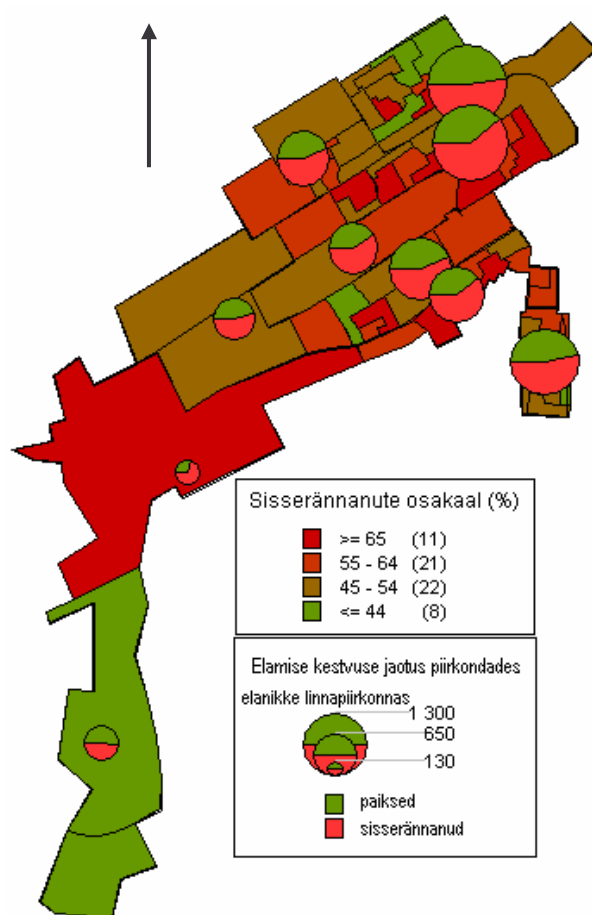 Sisserännanute osakaal (%)
>= 65 (11)
55 - 64 (21)
45 - 54 (22)
<= 44 (8)
Elamise kestvuse jaotus piirkondades
elanikke linnapiirkonnas
1 300
650
130
paiksed
sisserännanud